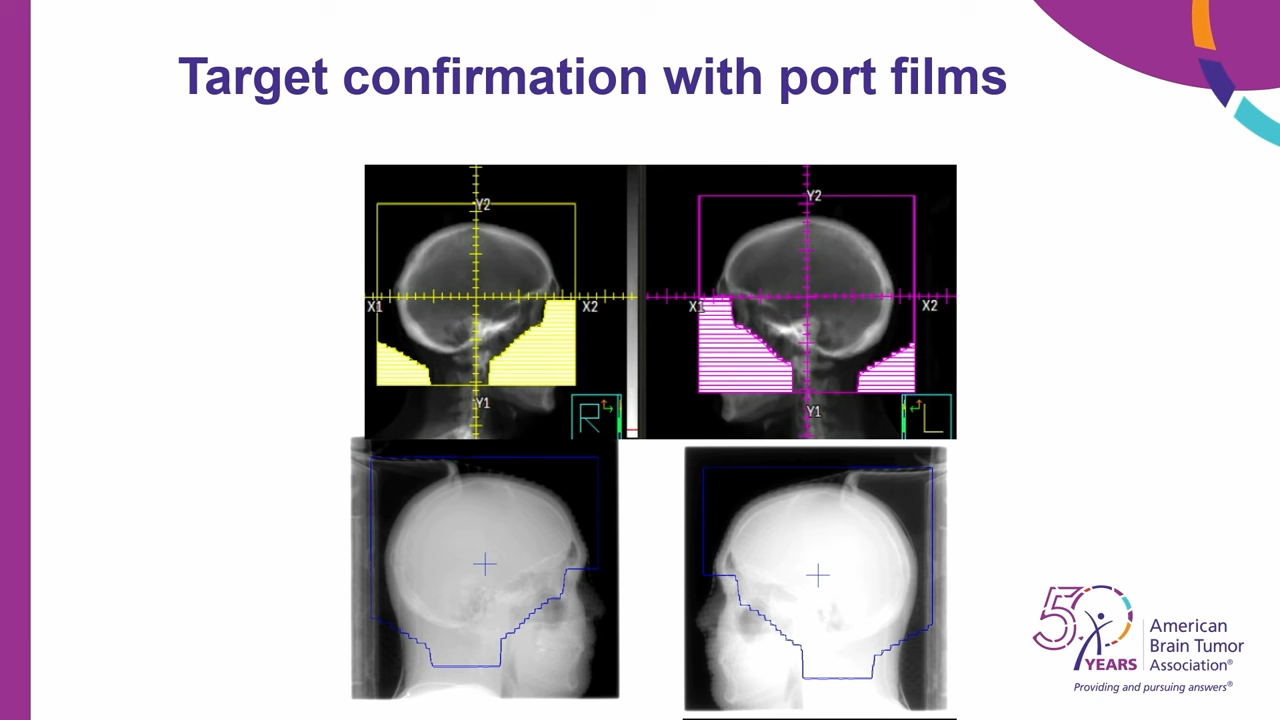 Target confirmation with port films
Y2
X1
X2
Y1
R
Y2
X1
X2
Y1
L
50
YEARS
American
Brain Tumor
Association®
Providing and pursuing answers®